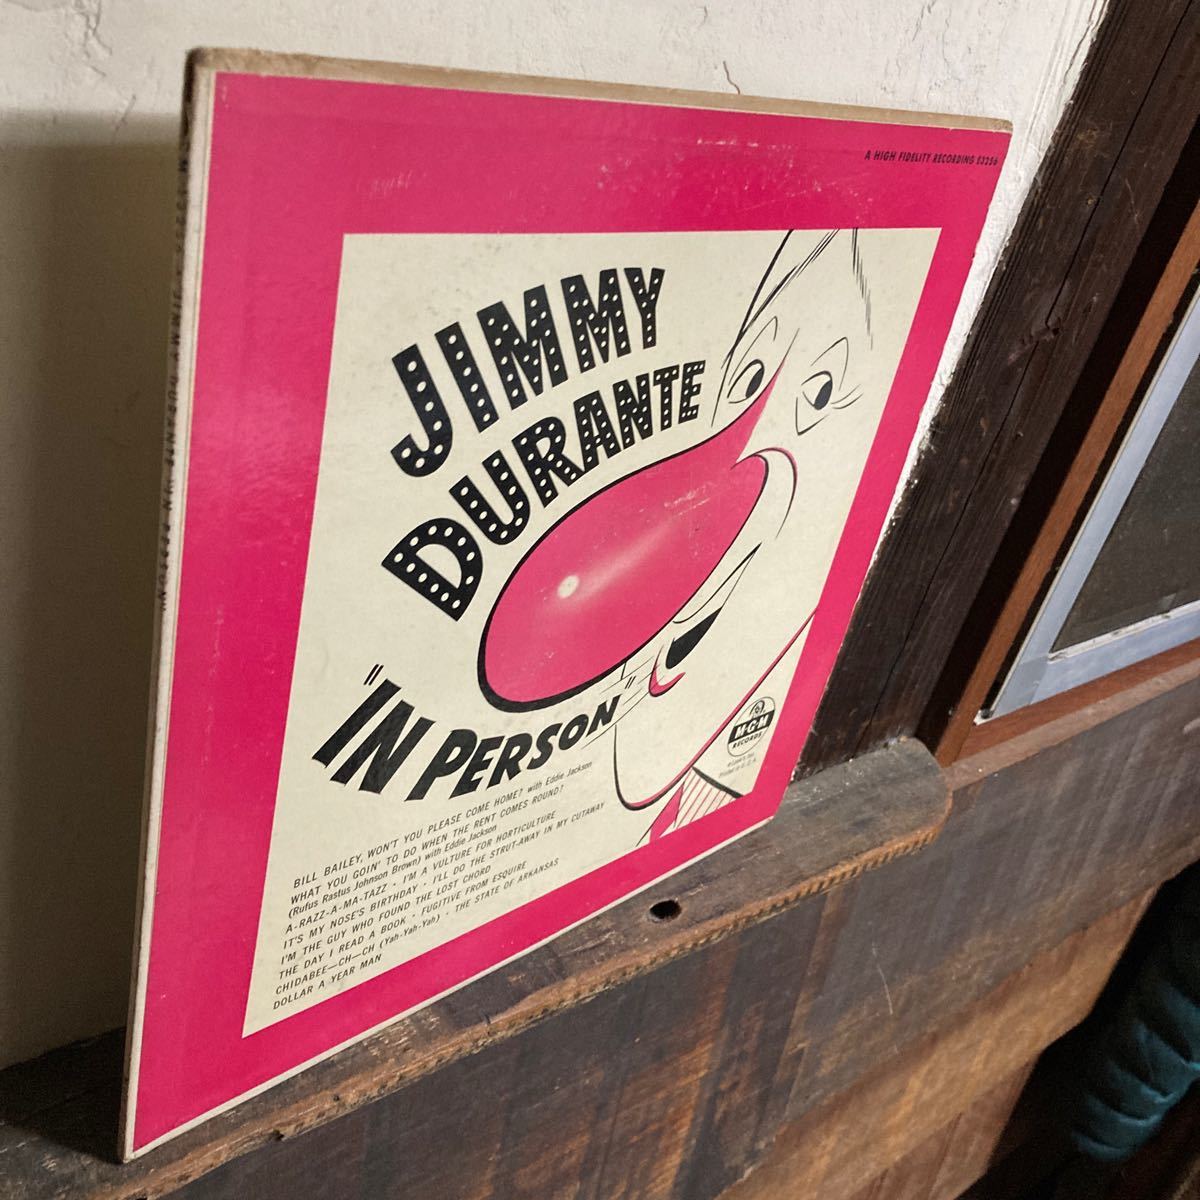 A HIGH FIDELITY RECORDING E3256
JIMMY
DURANTE
"IN PERSON"
BILL BAILEY, WON'T YOU PLEASE COME HOME? with Eddie Jackson
WHAT YOU GOIN' TO DO WHEN THE RENT COMES ROUND?
(Rufus Rastus Johnson Brown) with Eddie Jackson
A-RAZZ-A-MA-TAZZ · I'M A VULTURE FOR HORTICULTURE
IT'S MY NOSE'S BIRTHDAY · I'LL DO THE STRUT-AWAY IN MY CUTAWAY
I'M THE GUY WHO FOUND THE LOST CHORD
THE DAY I READ A BOOK · FUGITIVE FROM ESQUIRE
CHIDABEE—CH—CH (Yah-Yah-Yah) · THE STATE OF ARKANSAS
DOLLAR A YEAR MAN
M-G-M
RECORDS
Printed in U.S.A.